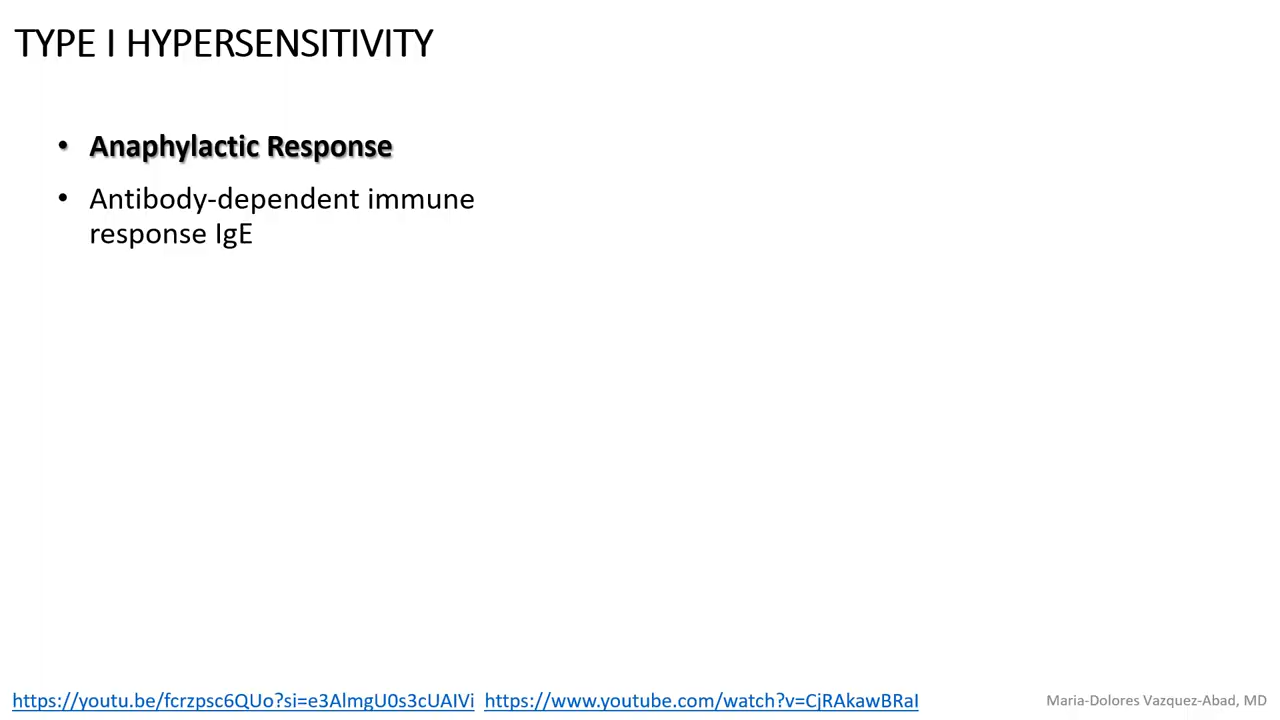 TYPE I HYPERSENSITIVITY
• Anaphylactic Response
• Antibody-dependent immune
response IgE
https://youtu.be/fcrzpsc6QUo?si=e3AlmgU0s3cUAIVi https://www.youtube.com/watch?v=CjRAkawBRaI
Maria-Dolores Vazquez-Abad, MD